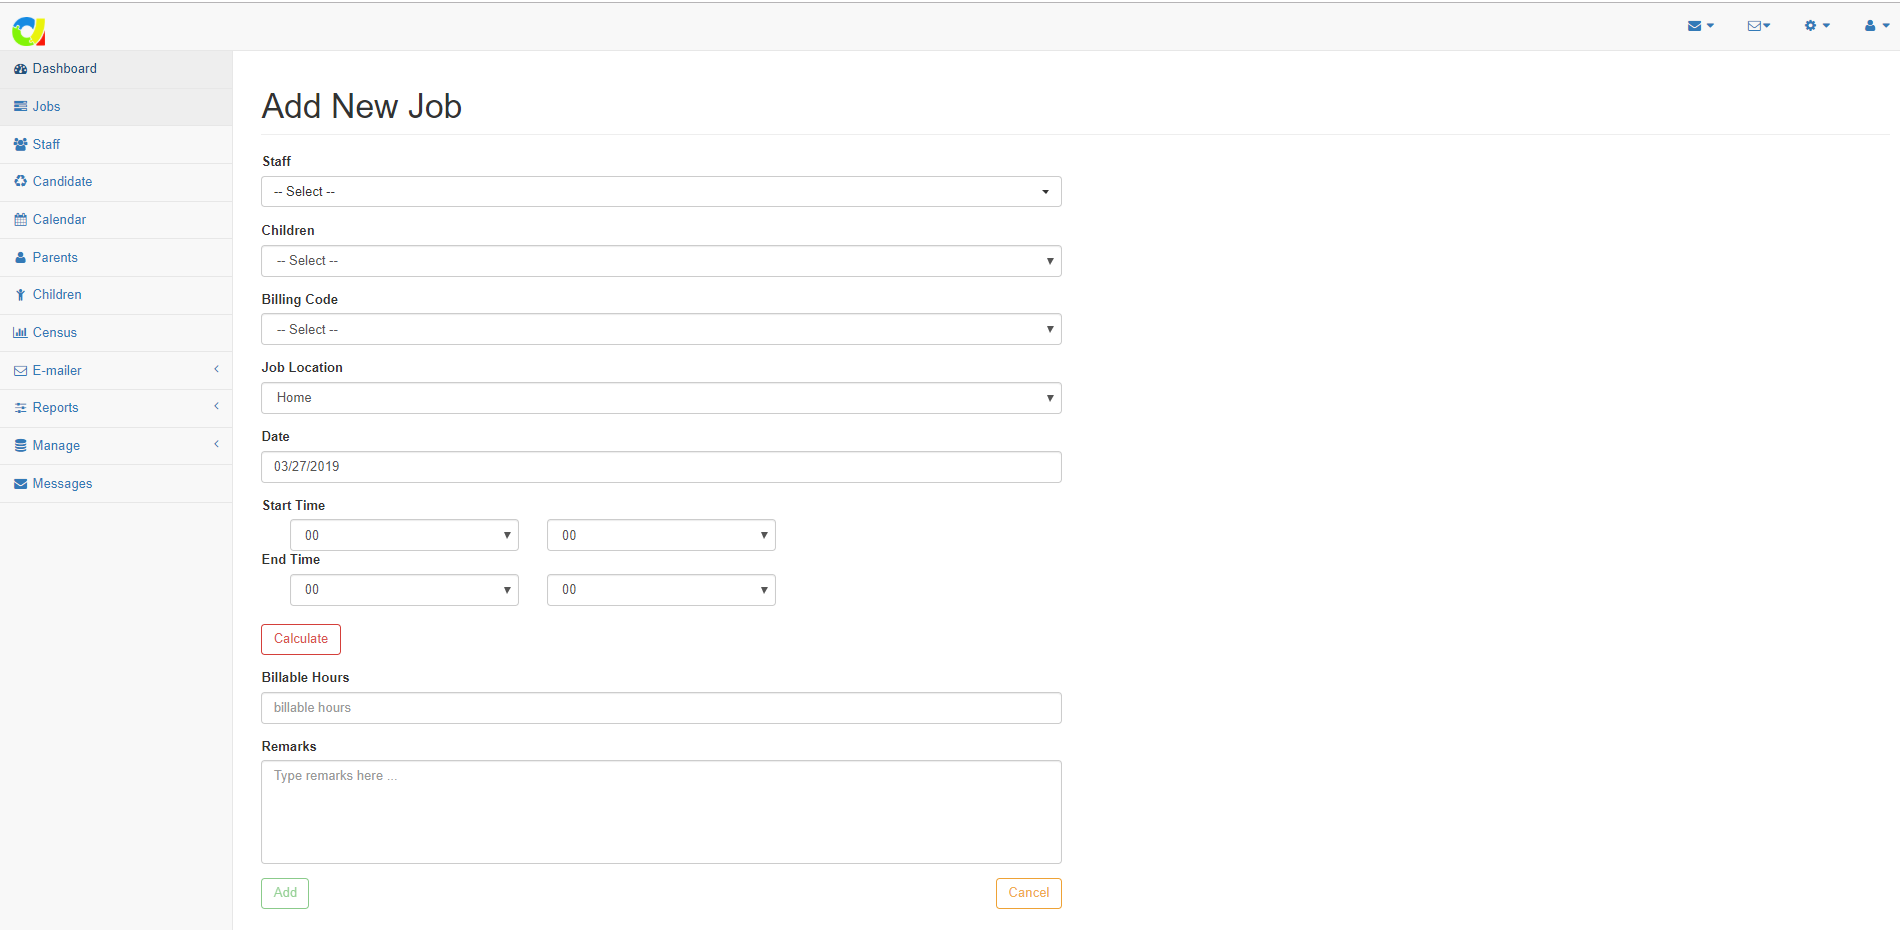 Dashboard
Jobs
Staff
Candidate
Calendar
Parents
Children
Census
E-mailer
Reports
Manage
Messages
Add New Job
Staff
-- Select --
Children
-- Select --
Billing Code
-- Select --
Job Location
Home
Date
03/27/2019
Start Time
00 00
End Time
00 00
Calculate
Billable Hours
billable hours
Remarks
Type remarks here ...
Add Cancel